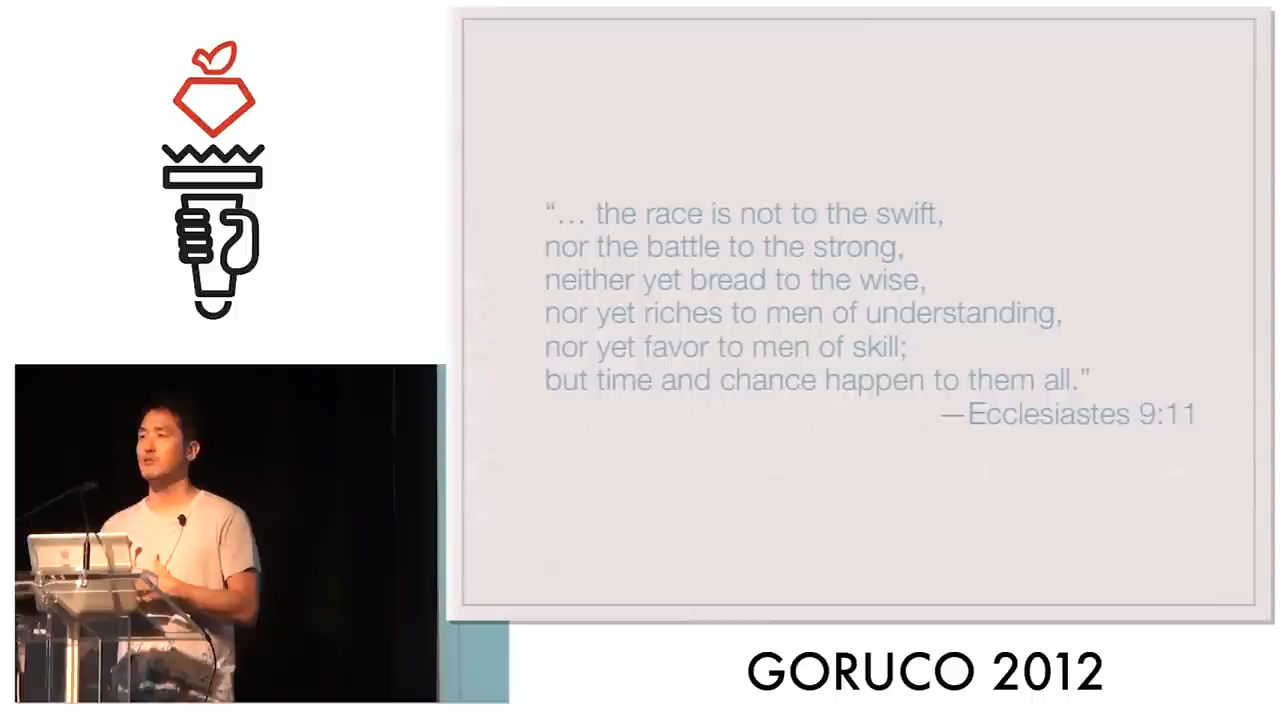 “… the race is not to the swift,
nor the battle to the strong,
neither yet bread to the wise,
nor yet riches to men of understanding,
nor yet favor to men of skill;
but time and chance happen to them all.”
—Ecclesiastes 9:11
GORUCO 2012